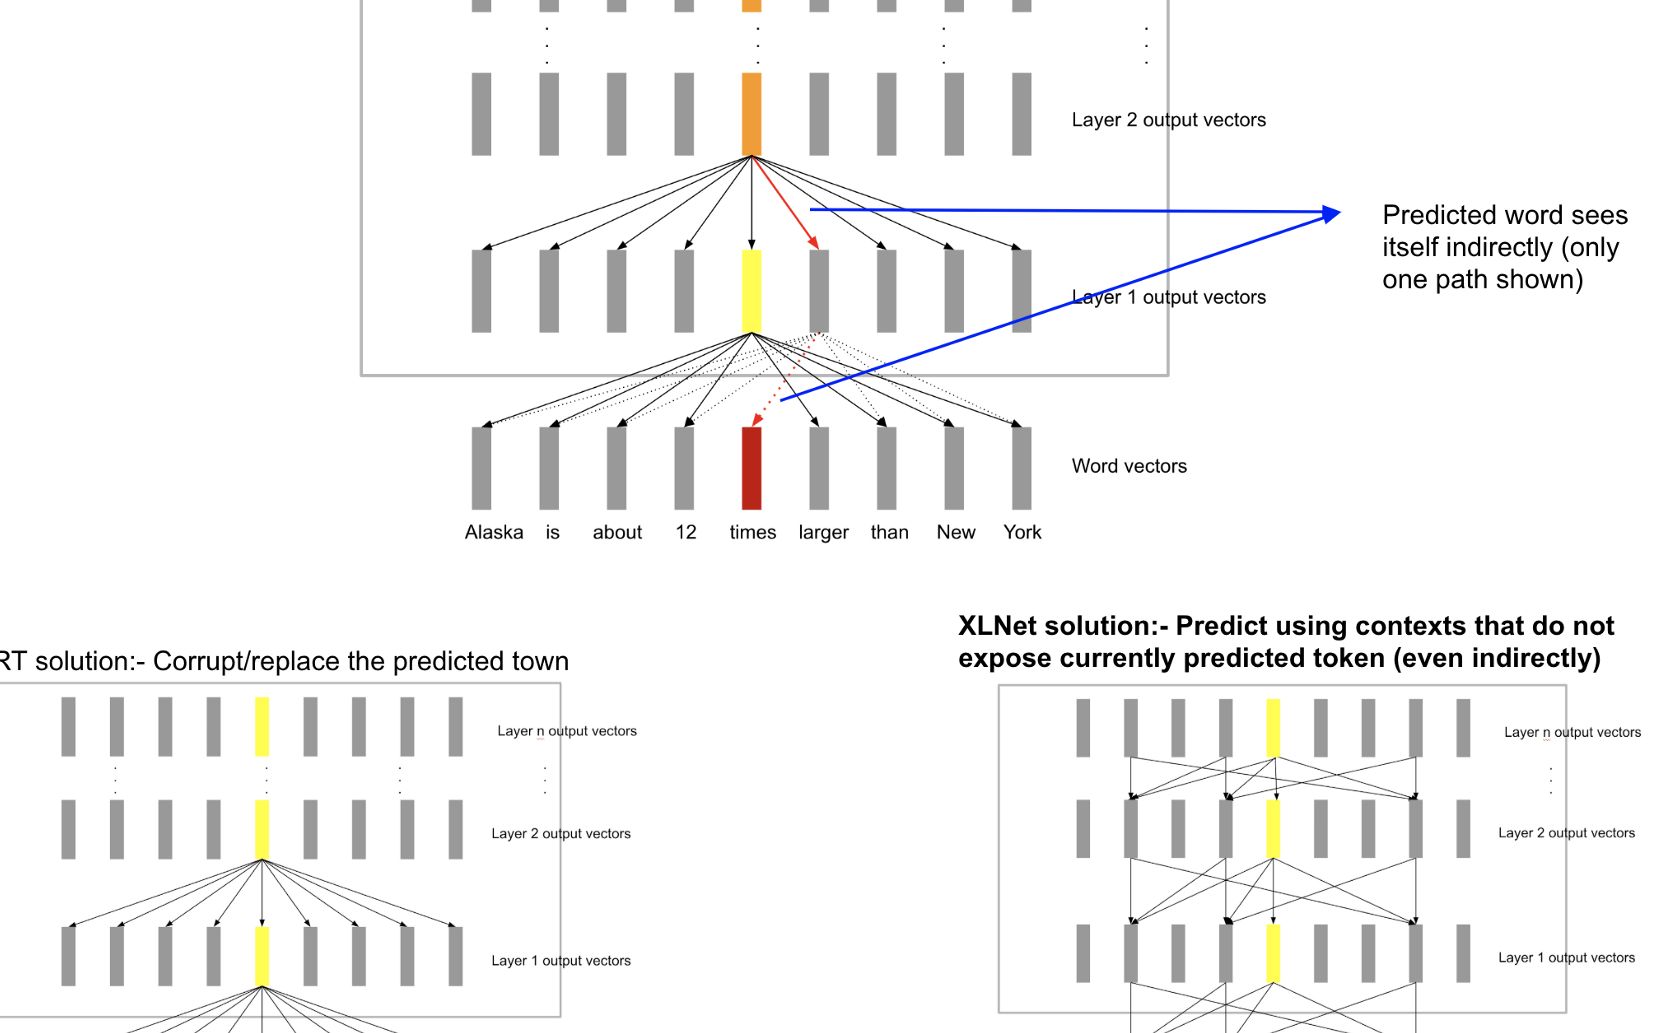 Layer 2 output vectors
Predicted word sees
itself indirectly (only
one path shown)
Layer 1 output vectors
Word vectors
Alaska is about 12 times larger than New York
XLNet solution:- Predict using contexts that do not
expose currently predicted token (even indirectly)
RT solution:- Corrupt/replace the predicted town
Layer n output vectors
Layer 2 output vectors
Layer 1 output vectors
Layer n output vectors
Layer 2 output vectors
Layer 1 output vectors